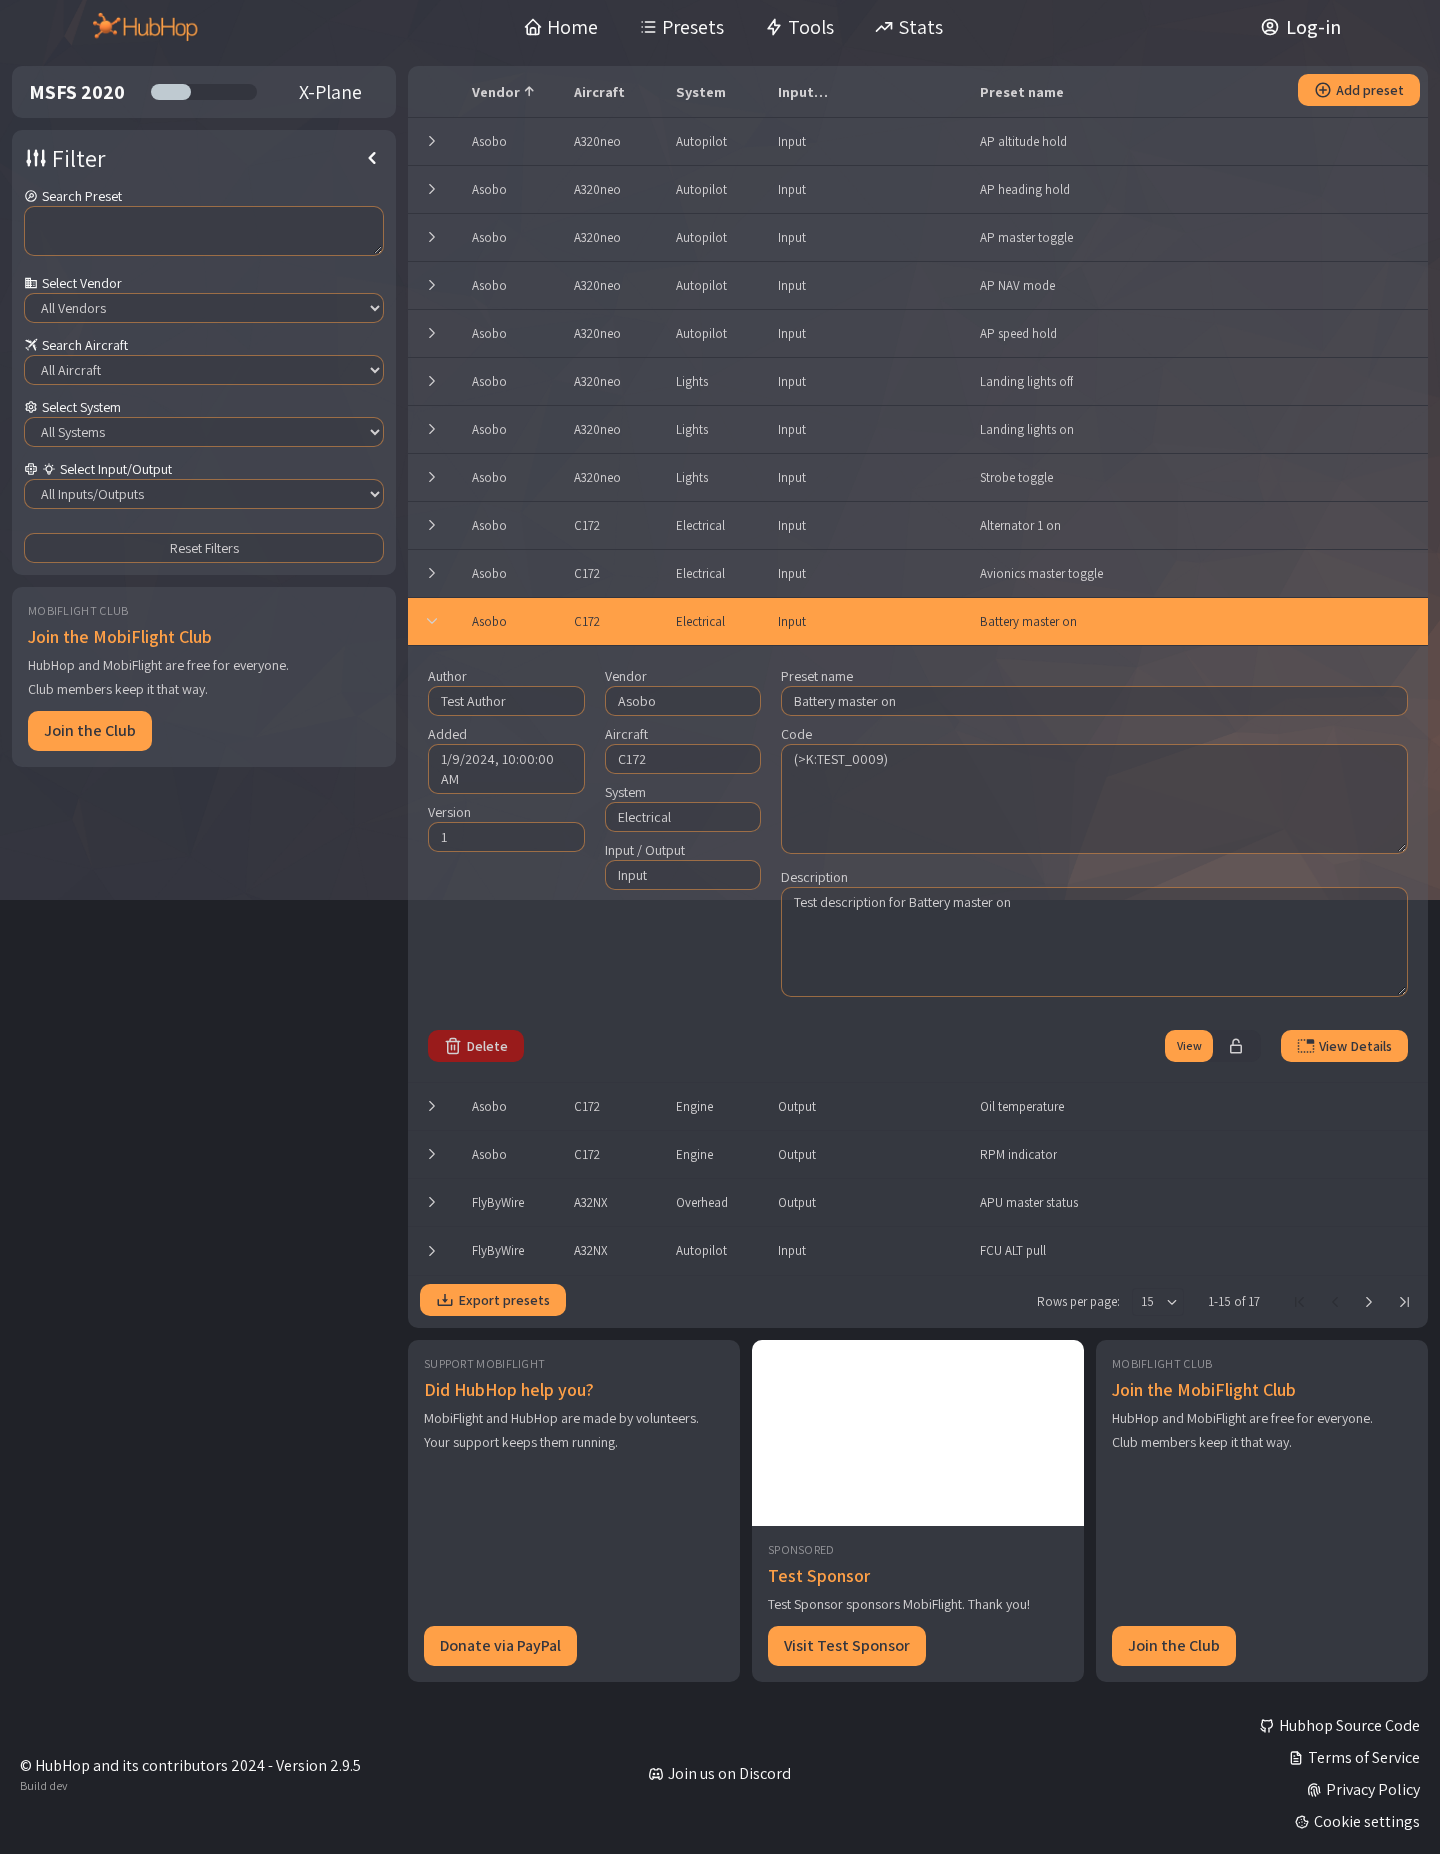 HubHop
Home
Presets
Tools
Stats
Log-in
MSFS 2020
X-Plane
Filter
Search Preset
Select Vendor
All Vendors
Search Aircraft
All Aircraft
Select System
All Systems
Select Input/Output
All Inputs/Outputs
Reset Filters
MOBIFLIGHT CLUB
Join the MobiFlight Club
HubHop and MobiFlight are free for everyone.
Club members keep it that way.
Join the Club
Vendor Aircraft System Input... Preset name
Add preset
Asobo A320neo Autopilot Input AP altitude hold
Asobo A320neo Autopilot Input AP heading hold
Asobo A320neo Autopilot Input AP master toggle
Asobo A320neo Autopilot Input AP NAV mode
Asobo A320neo Autopilot Input AP speed hold
Asobo A320neo Lights Input Landing lights off
Asobo A320neo Lights Input Landing lights on
Asobo A320neo Lights Input Strobe toggle
Asobo C172 Electrical Input Alternator 1 on
Asobo C172 Electrical Input Avionics master toggle
Asobo C172 Electrical Input Battery master on
Author
Test Author
Added
1/9/2024, 10:00:00
AM
Version
1
Vendor
Asobo
Aircraft
C172
System
Electrical
Input / Output
Input
Preset name
Battery master on
Code
(>K:TEST_0009)
Description
Test description for Battery master on
Delete
View
View Details
Asobo C172 Engine Output Oil temperature
Asobo C172 Engine Output RPM indicator
FlyByWire A32NX Overhead Output APU master status
FlyByWire A32NX Autopilot Input FCU ALT pull
Export presets
Rows per page: 15 1-15 of 17
SUPPORT MOBIFLIGHT
Did HubHop help you?
MobiFlight and HubHop are made by volunteers.
Your support keeps them running.
Donate via PayPal
SPONSORED
Test Sponsor
Test Sponsor sponsors MobiFlight. Thank you!
Visit Test Sponsor
MOBIFLIGHT CLUB
Join the MobiFlight Club
HubHop and MobiFlight are free for everyone.
Club members keep it that way.
Join the Club
© HubHop and its contributors 2024 - Version 2.9.5
Build dev
Join us on Discord
Hubhop Source Code
Terms of Service
Privacy Policy
Cookie settings